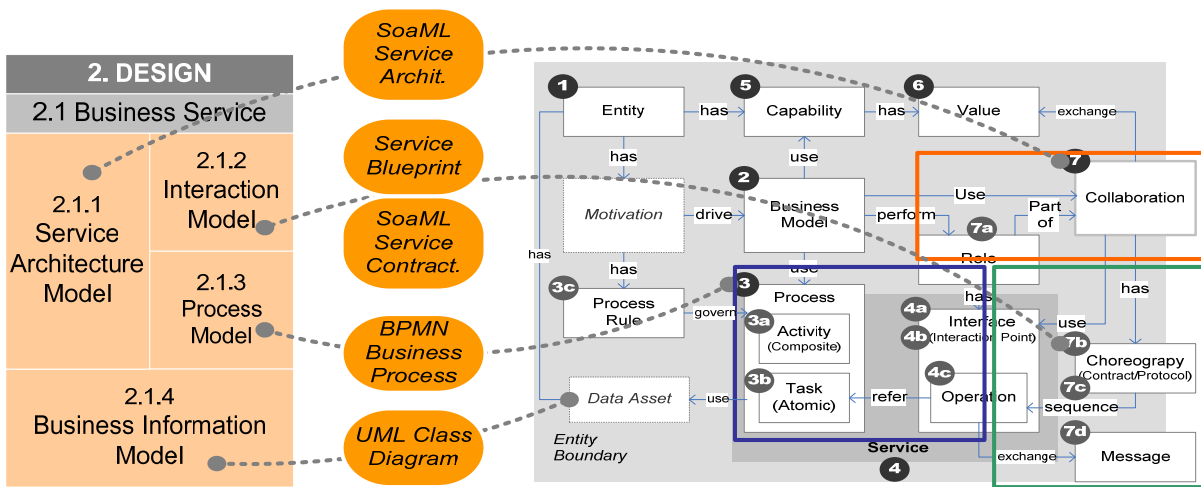 2. DESIGN
2.1 Business Service
2.1.1
Service
Architecture
Model
2.1.2
Interaction
Model
2.1.3
Process
Model
2.1.4
Business Information
Model
SoaML
Service
Archit.
Service
Blueprint
SoaML
Service
Contract.
BPMN
Business
Process
UML Class
Diagram
1
Entity
has
5
Capability
has
6
Value
exchange
has
use
7
Collaboration
Motivation
drive
2
Business
Model
Use
perform
Part
of
7a
Role
has
has
use
has
has
3c
Process
Rule
govern
3
Process
3a
Activity
(Composite)
3b
Task
(Atomic)
4a
Interface
4b
(Interaction Point)
4c
Operation
refer
use
7b
Choreograpy
(Contract/Protocol)
7c
sequence
Data Asset
use
Entity
Boundary
Service
4
exchange
7d
Message